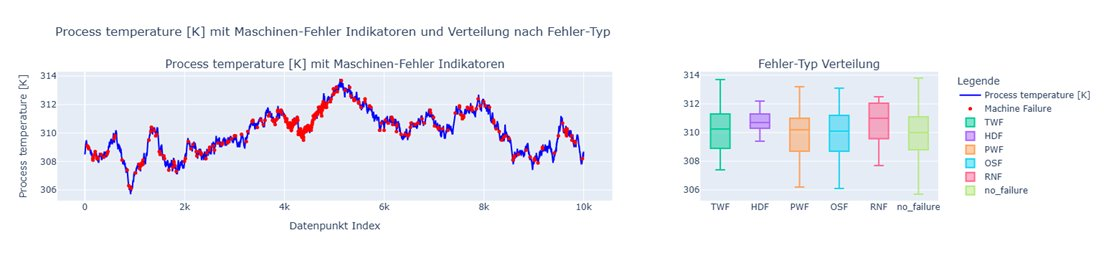 Process temperature [K] mit Maschinen-Fehler Indikatoren und Verteilung nach Fehler-Typ
Process temperature [K] mit Maschinen-Fehler Indikatoren
Process temperature [K]
314
312
310
308
306
0
2k
4k
6k
8k
10k
Datenpunkt Index
Fehler-Typ Verteilung
314
312
310
308
306
TWF
HDF
PWF
OSF
RNF
no_failure
Legende
Process temperature [K]
Machine Failure
TWF
HDF
PWF
OSF
RNF
no_failure